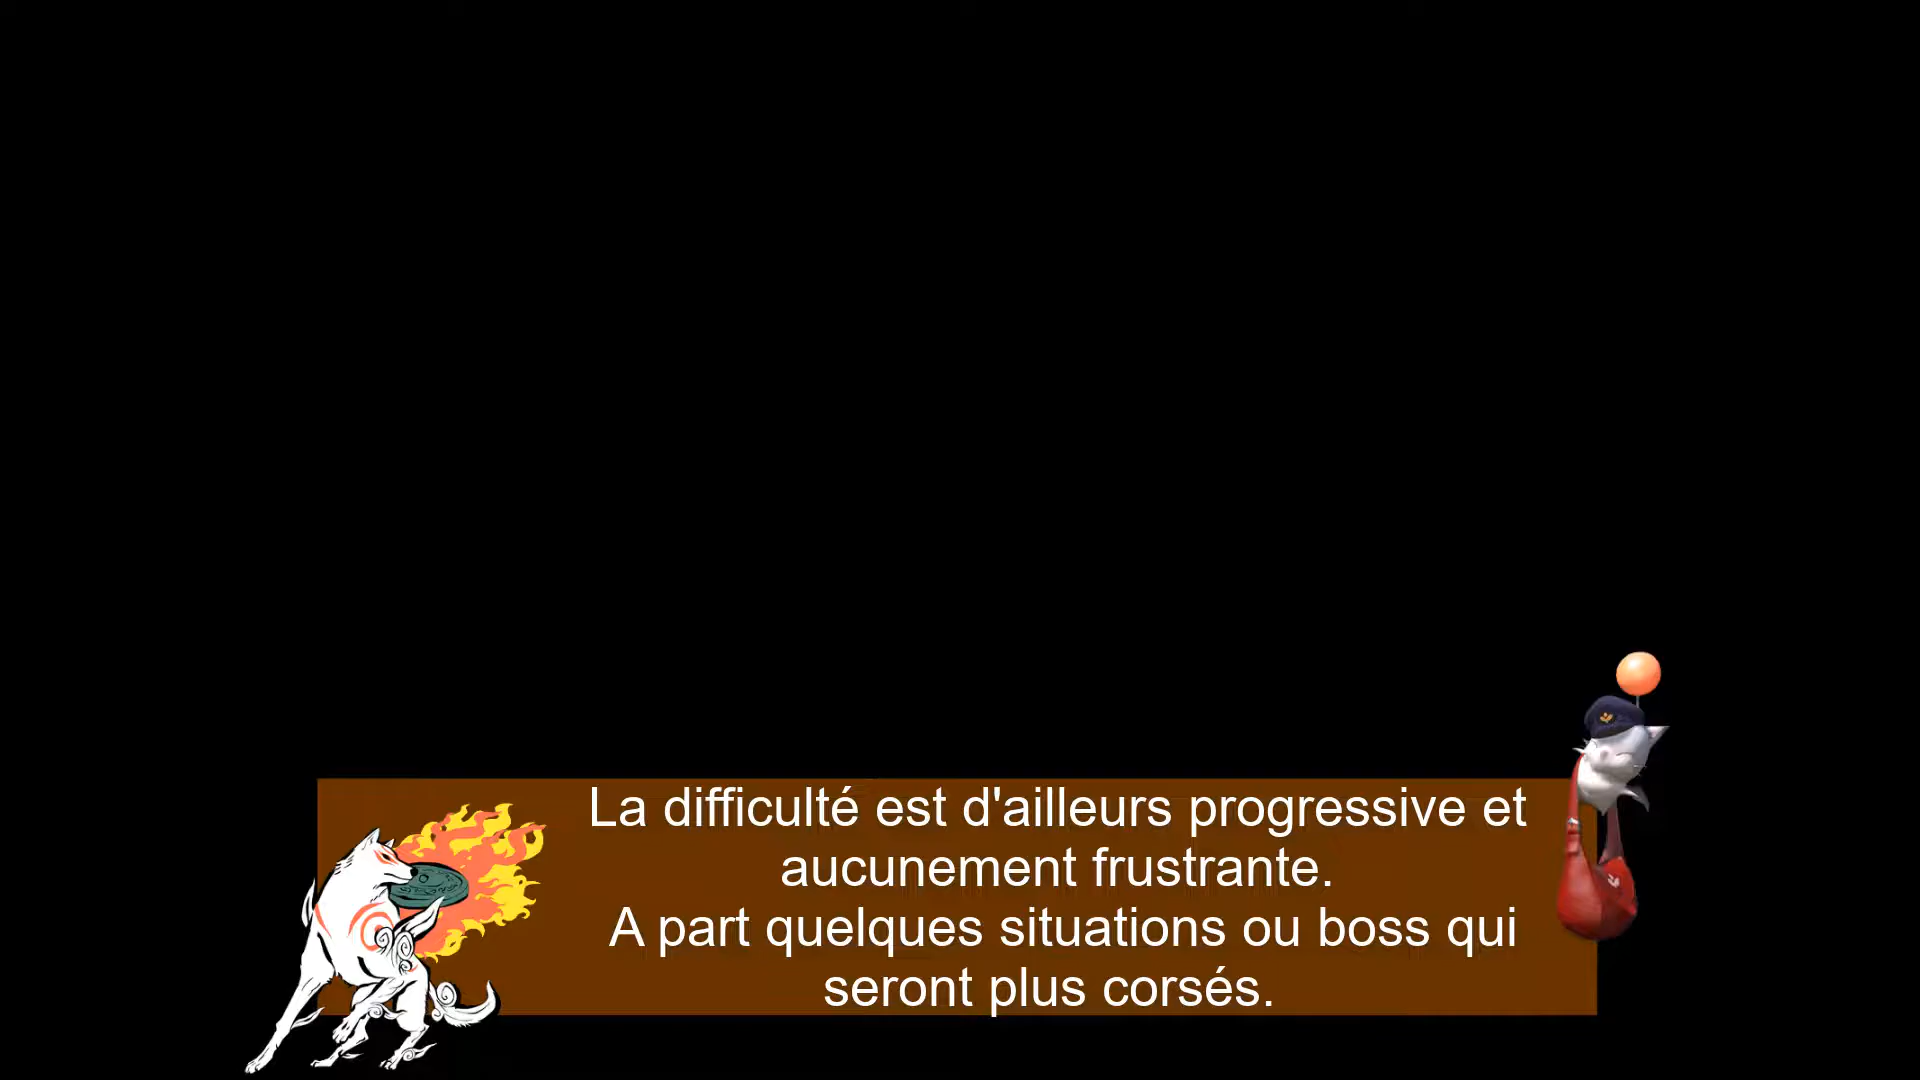 La difficulté est d'ailleurs progressive et
aucunement frustrante.
A part quelques situations ou boss qui
seront plus corsés.